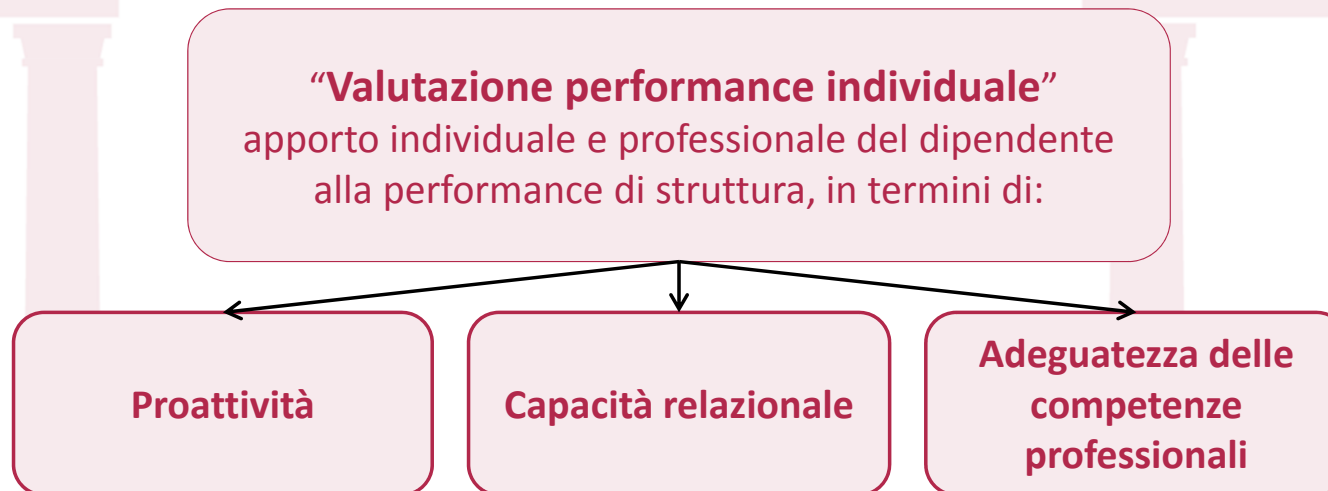 “Valutazione performance individuale”
apporto individuale e professionale del dipendente
alla performance di struttura, in termini di:
Proattività
Capacità relazionale
Adeguatezza delle
competenze
professionali